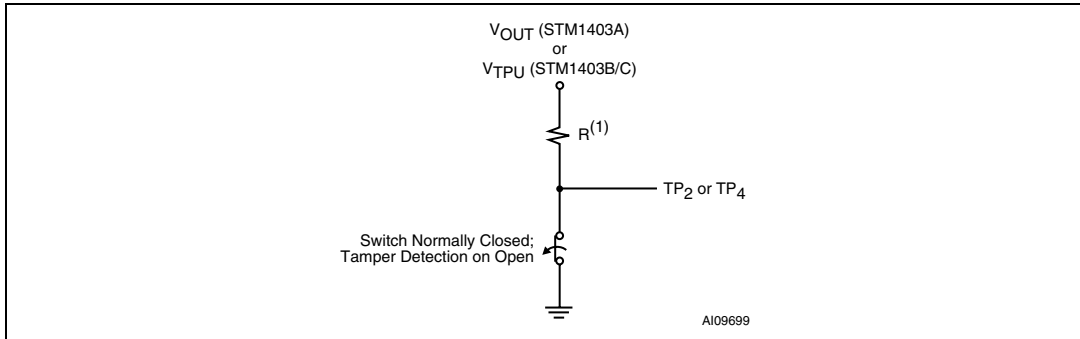 VOUT (STM1403A)
or
VTPU (STM1403B/C)
R(1)
TP2 or TP4
Switch Normally Closed;
Tamper Detection on Open
AI09699